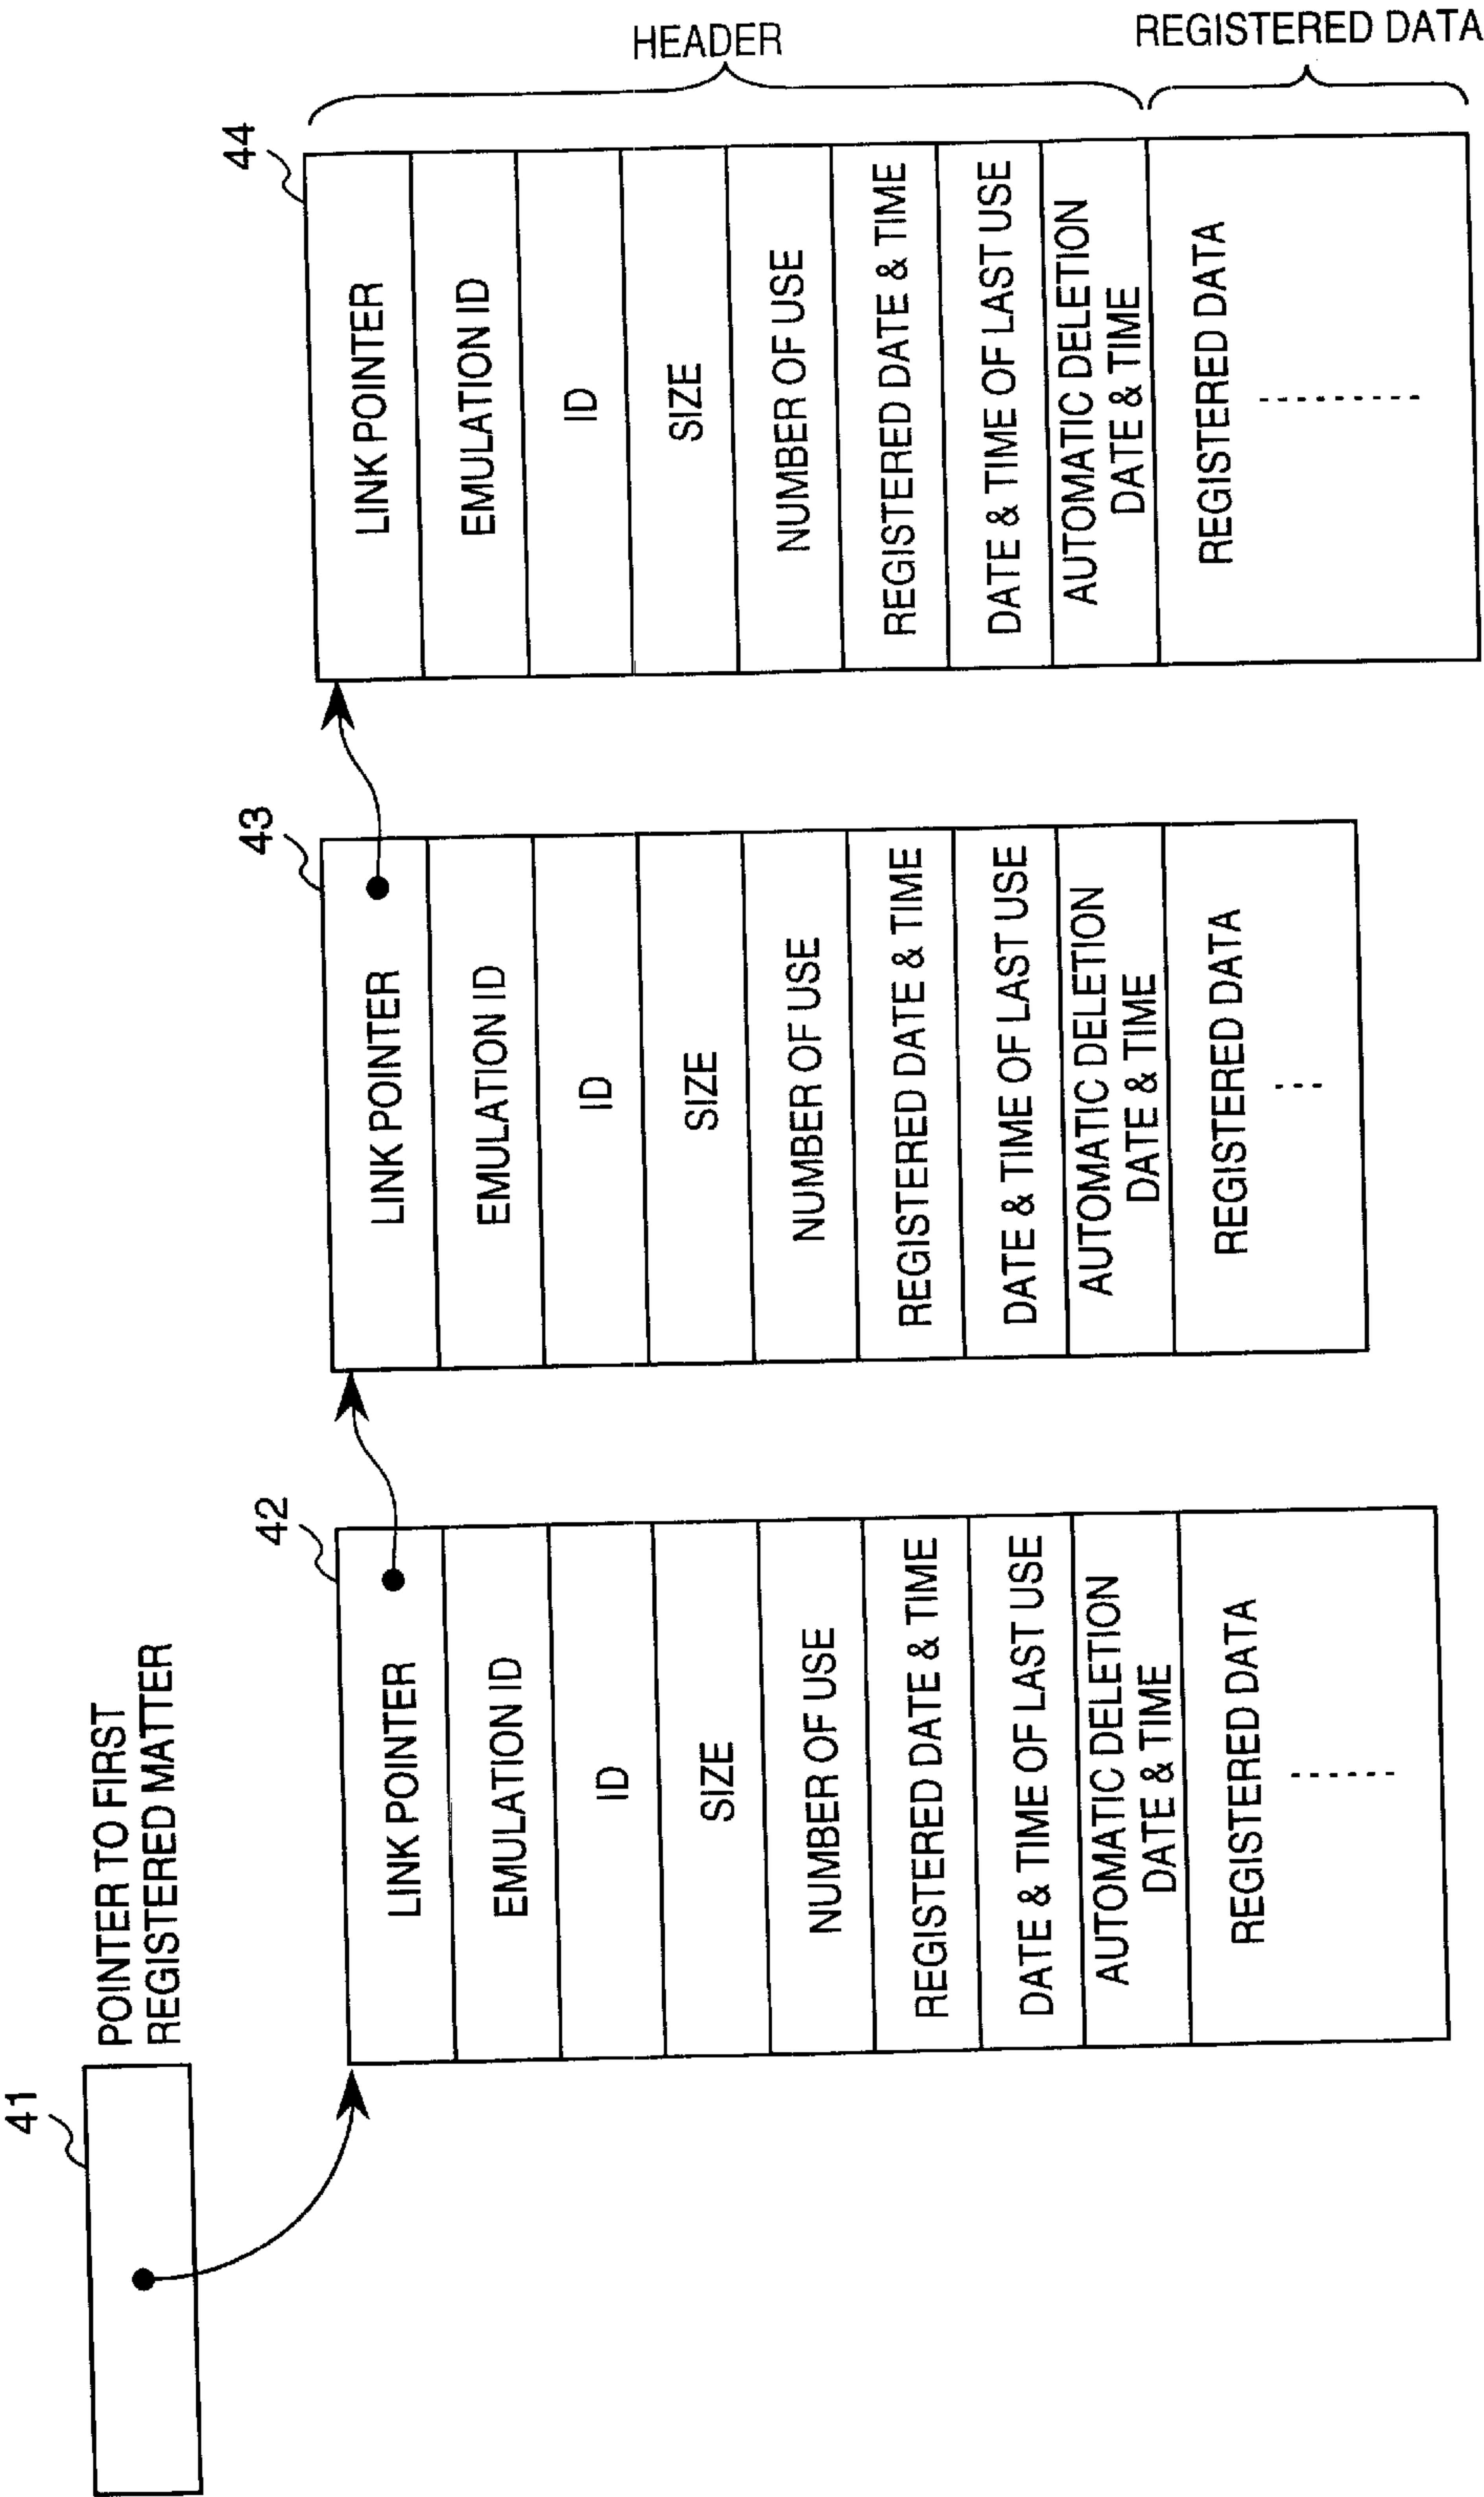 41
POINTER TO FIRST
REGISTERED MATTER
42
LINK POINTER
EMULATION ID
ID
SIZE
NUMBER OF USE
REGISTERED DATE & TIME
DATE & TIME OF LAST USE
AUTOMATIC DELETION
DATE & TIME
REGISTERED DATA
43
LINK POINTER
EMULATION ID
ID
SIZE
NUMBER OF USE
REGISTERED DATE & TIME
DATE & TIME OF LAST USE
AUTOMATIC DELETION
DATE & TIME
REGISTERED DATA
44
LINK POINTER
EMULATION ID
ID
SIZE
NUMBER OF USE
REGISTERED DATE & TIME
DATE & TIME OF LAST USE
AUTOMATIC DELETION
DATE & TIME
REGISTERED DATA
HEADER
REGISTERED DATA